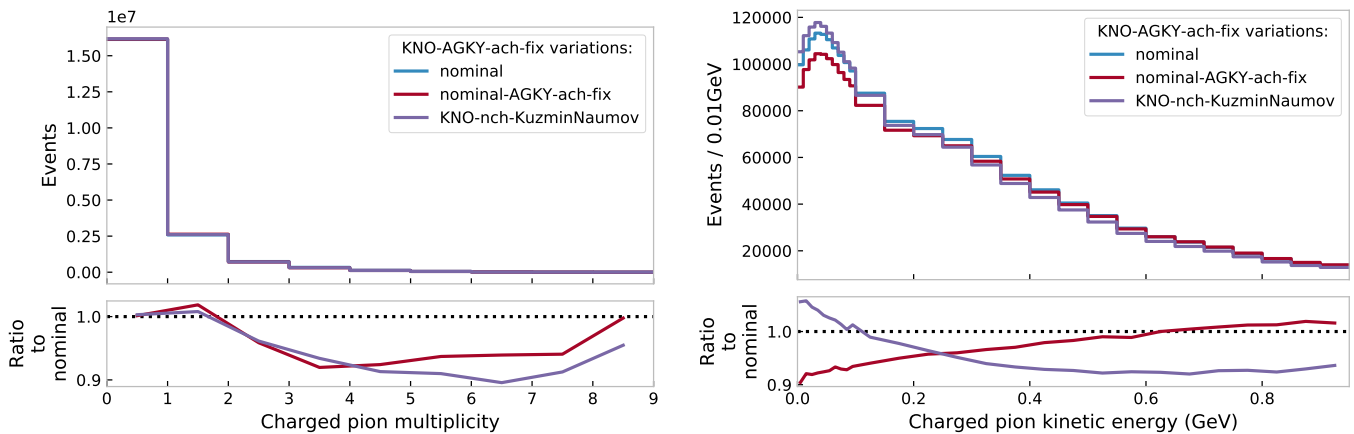 1e7
Events
1.50
1.25
1.00
0.75
0.50
0.25
0.00
KNO-AGKY-ach-fix variations:
nominal
nominal-AGKY-ach-fix
KNO-nch-KuzminNaumov
Ratio
to
nominal
1.0
0.9
0 1 2 3 4 5 6 7 8 9
Charged pion multiplicity
Events / 0.01GeV
120000
100000
80000
60000
40000
20000
KNO-AGKY-ach-fix variations:
nominal
nominal-AGKY-ach-fix
KNO-nch-KuzminNaumov
Ratio
to
nominal
1.0
0.9
0.0 0.2 0.4 0.6 0.8
Charged pion kinetic energy (GeV)